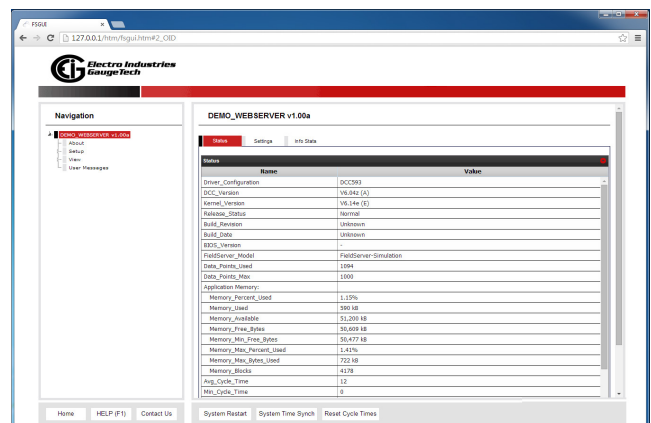 FSGUI
127.0.0.1/htm/fsgui.htm#2_OID
Electro Industries
GaugeTech
Navigation
DEMO_WEBSERVER v1.00a
About
Setup
View
User Messages
DEMO_WEBSERVER v1.00a
Status Settings Info Stats
Status
Name Value
Driver_Configuration DCC593
DCC_Version V6.04z (A)
Kernel_Version V6.14e (E)
Release_Status Normal
Build_Revision Unknown
Build_Date Unknown
BIOS_Version -
FieldServer_Model FieldServer-Simulation
Data_Points_Used 1094
Data_Points_Max 1000
Application Memory:
Memory_Percent_Used 1.15%
Memory_Used 590 kB
Memory_Available 51,200 kB
Memory_Free_Bytes 50,609 kB
Memory_Min_Free_Bytes 50,477 kB
Memory_Max_Percent_Used 1.41%
Memory_Max_Bytes_Used 722 kB
Memory_Blocks 4178
Avg_Cycle_Time 12
Min_Cycle_Time 0
Home HELP (F1) Contact Us System Restart System Time Synch Reset Cycle Times